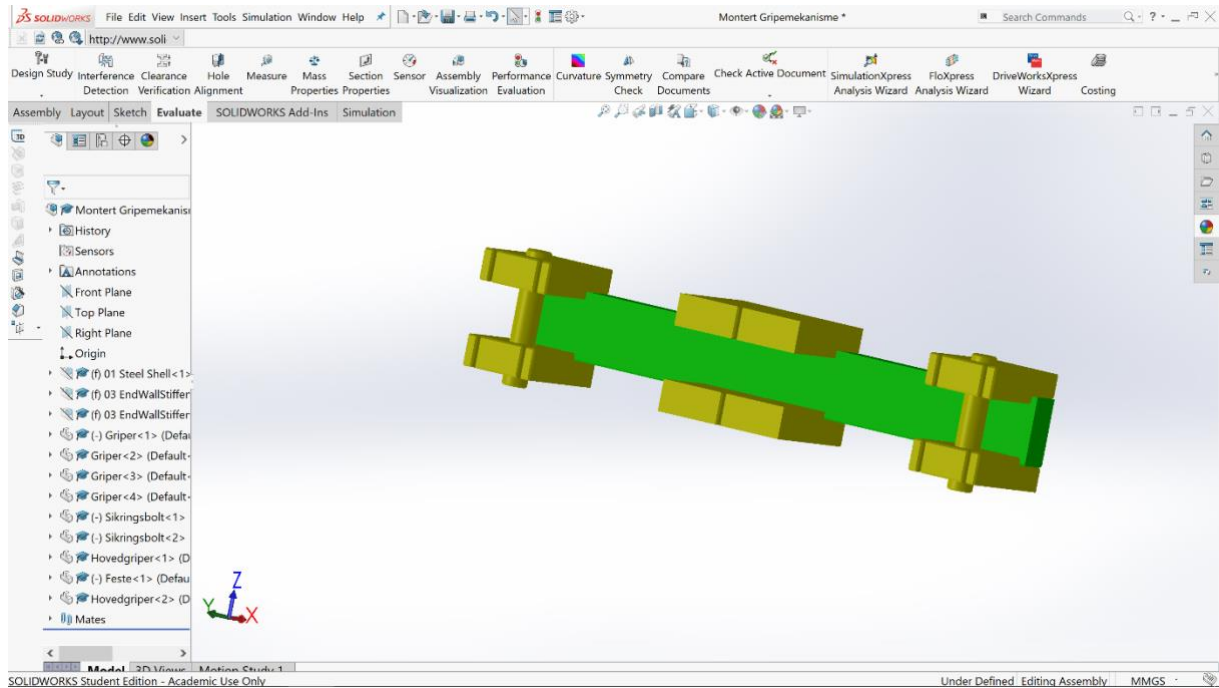 SOLIDWORKS File Edit View Insert Tools Simulation Window Help Montert Gripemekanisme * Search Commands
http://www.soli
Design Study Interference Detection Clearance Verification Hole Alignment Measure Mass Properties Section Properties Sensor Assembly Visualization Performance Evaluation Curvature Symmetry Check Compare Documents Check Active Document SimulationXpress Analysis Wizard FloXpress Analysis Wizard DriveWorksXpress Wizard Costing
Assembly Layout Sketch Evaluate SOLIDWORKS Add-Ins Simulation
Montert Gripemekanis
History
Sensors
Annotations
Front Plane
Top Plane
Right Plane
Origin
(f) 01 Steel Shell<1>
(f) 03 EndWallStiffer
(f) 03 EndWallStiffer
(-) Griper<1> (Defau
Griper<2> (Default<
Griper<3> (Default<
Griper<4> (Default<
(-) Sikringsbolt<1>
(-) Sikringsbolt<2>
Hovedgriper<1> (D
(-) Feste<1> (Defau
Hovedgriper<2> (D
Mates
Z
Y
X
Model 3D Views Motion Study 1
SOLIDWORKS Student Edition - Academic Use Only Under Defined Editing Assembly MMGS